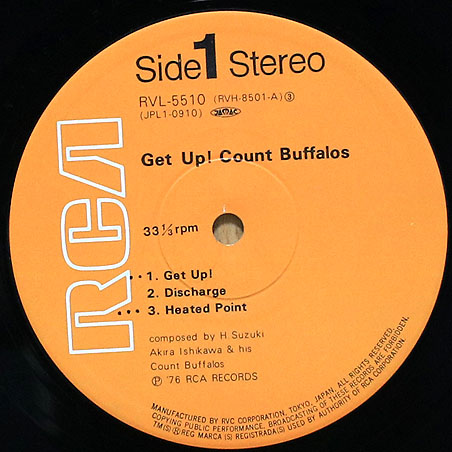 Side 1 Stereo
RVL-5510 (RVH-8501-A)③
(JPL1-0910)
Get Up! Count Buffalos
RCA
33⅓rpm
•• 1. Get Up!
2. Discharge
••• 3. Heated Point
composed by H. Suzuki
Akira Ishikawa & his
Count Buffalos
Ⓟ '76 RCA RECORDS
MANUFACTURED BY RVC CORPORATION, TOKYO, JAPAN. ALL RIGHTS RESERVED.
COPYING PUBLIC PERFORMANCE, BROADCASTING OF THESE RECORDS ARE FORBIDDEN.
TM(S)® REG MARCA(S) REGISTRADA(S) USED BY AUTHORITY OF RCA CORPORATION.